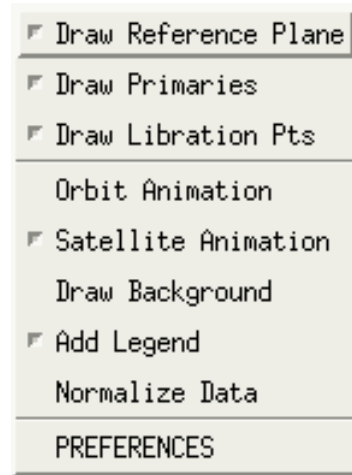 Draw Reference Plane
Draw Primaries
Draw Libration Pts
Orbit Animation
Satellite Animation
Draw Background
Add Legend
Normalize Data
PREFERENCES